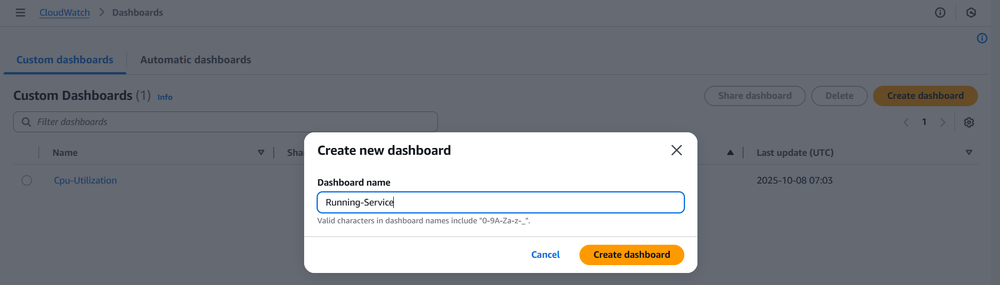 CloudWatch > Dashboards
Custom dashboards Automatic dashboards
Custom Dashboards (1) Info
Share dashboard Delete Create dashboard
Filter dashboards
1
Name Sha Last update (UTC)
Cpu-Utilization 2025-10-08 07:03
Create new dashboard
Dashboard name
Running-Service
Valid characters in dashboard names include "0-9A-Za-z-_".
Cancel Create dashboard